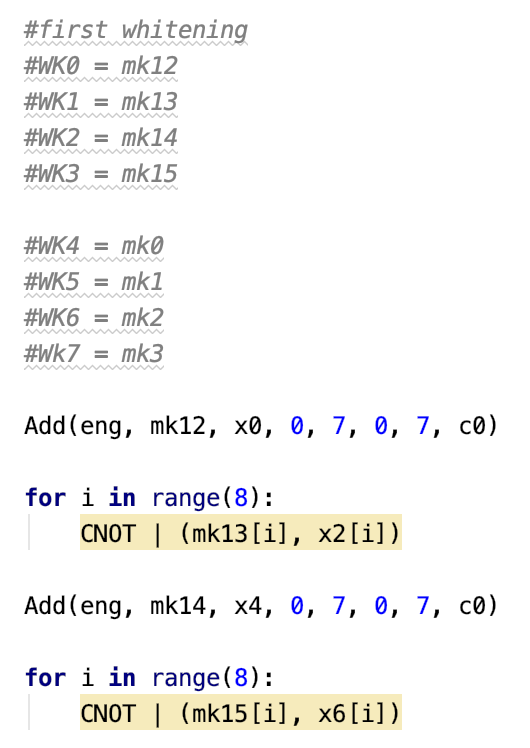 #first whitening
#WK0 = mk12
#WK1 = mk13
#WK2 = mk14
#WK3 = mk15
#WK4 = mk0
#WK5 = mk1
#WK6 = mk2
#Wk7 = mk3
Add(eng, mk12, x0, 0, 7, 0, 7, c0)
for i in range(8):
    CNOT | (mk13[i], x2[i])
Add(eng, mk14, x4, 0, 7, 0, 7, c0)
for i in range(8):
    CNOT | (mk15[i], x6[i])